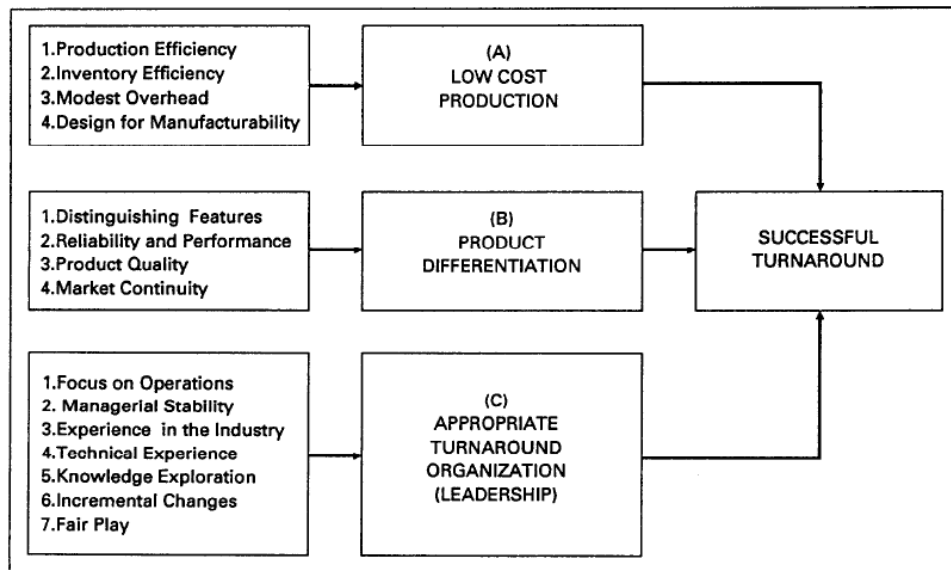 1.Production Efficiency
2.Inventory Efficiency
3.Modest Overhead
4.Design for Manufacturability
(A)
LOW COST
PRODUCTION
1.Distinguishing Features
2.Reliability and Performance
3.Product Quality
4.Market Continuity
(B)
PRODUCT
DIFFERENTIATION
SUCCESSFUL
TURNAROUND
1.Focus on Operations
2. Managerial Stability
3.Experience in the Industry
4.Technical Experience
5.Knowledge Exploration
6.Incremental Changes
7.Fair Play
(C)
APPROPRIATE
TURNAROUND
ORGANIZATION
(LEADERSHIP)